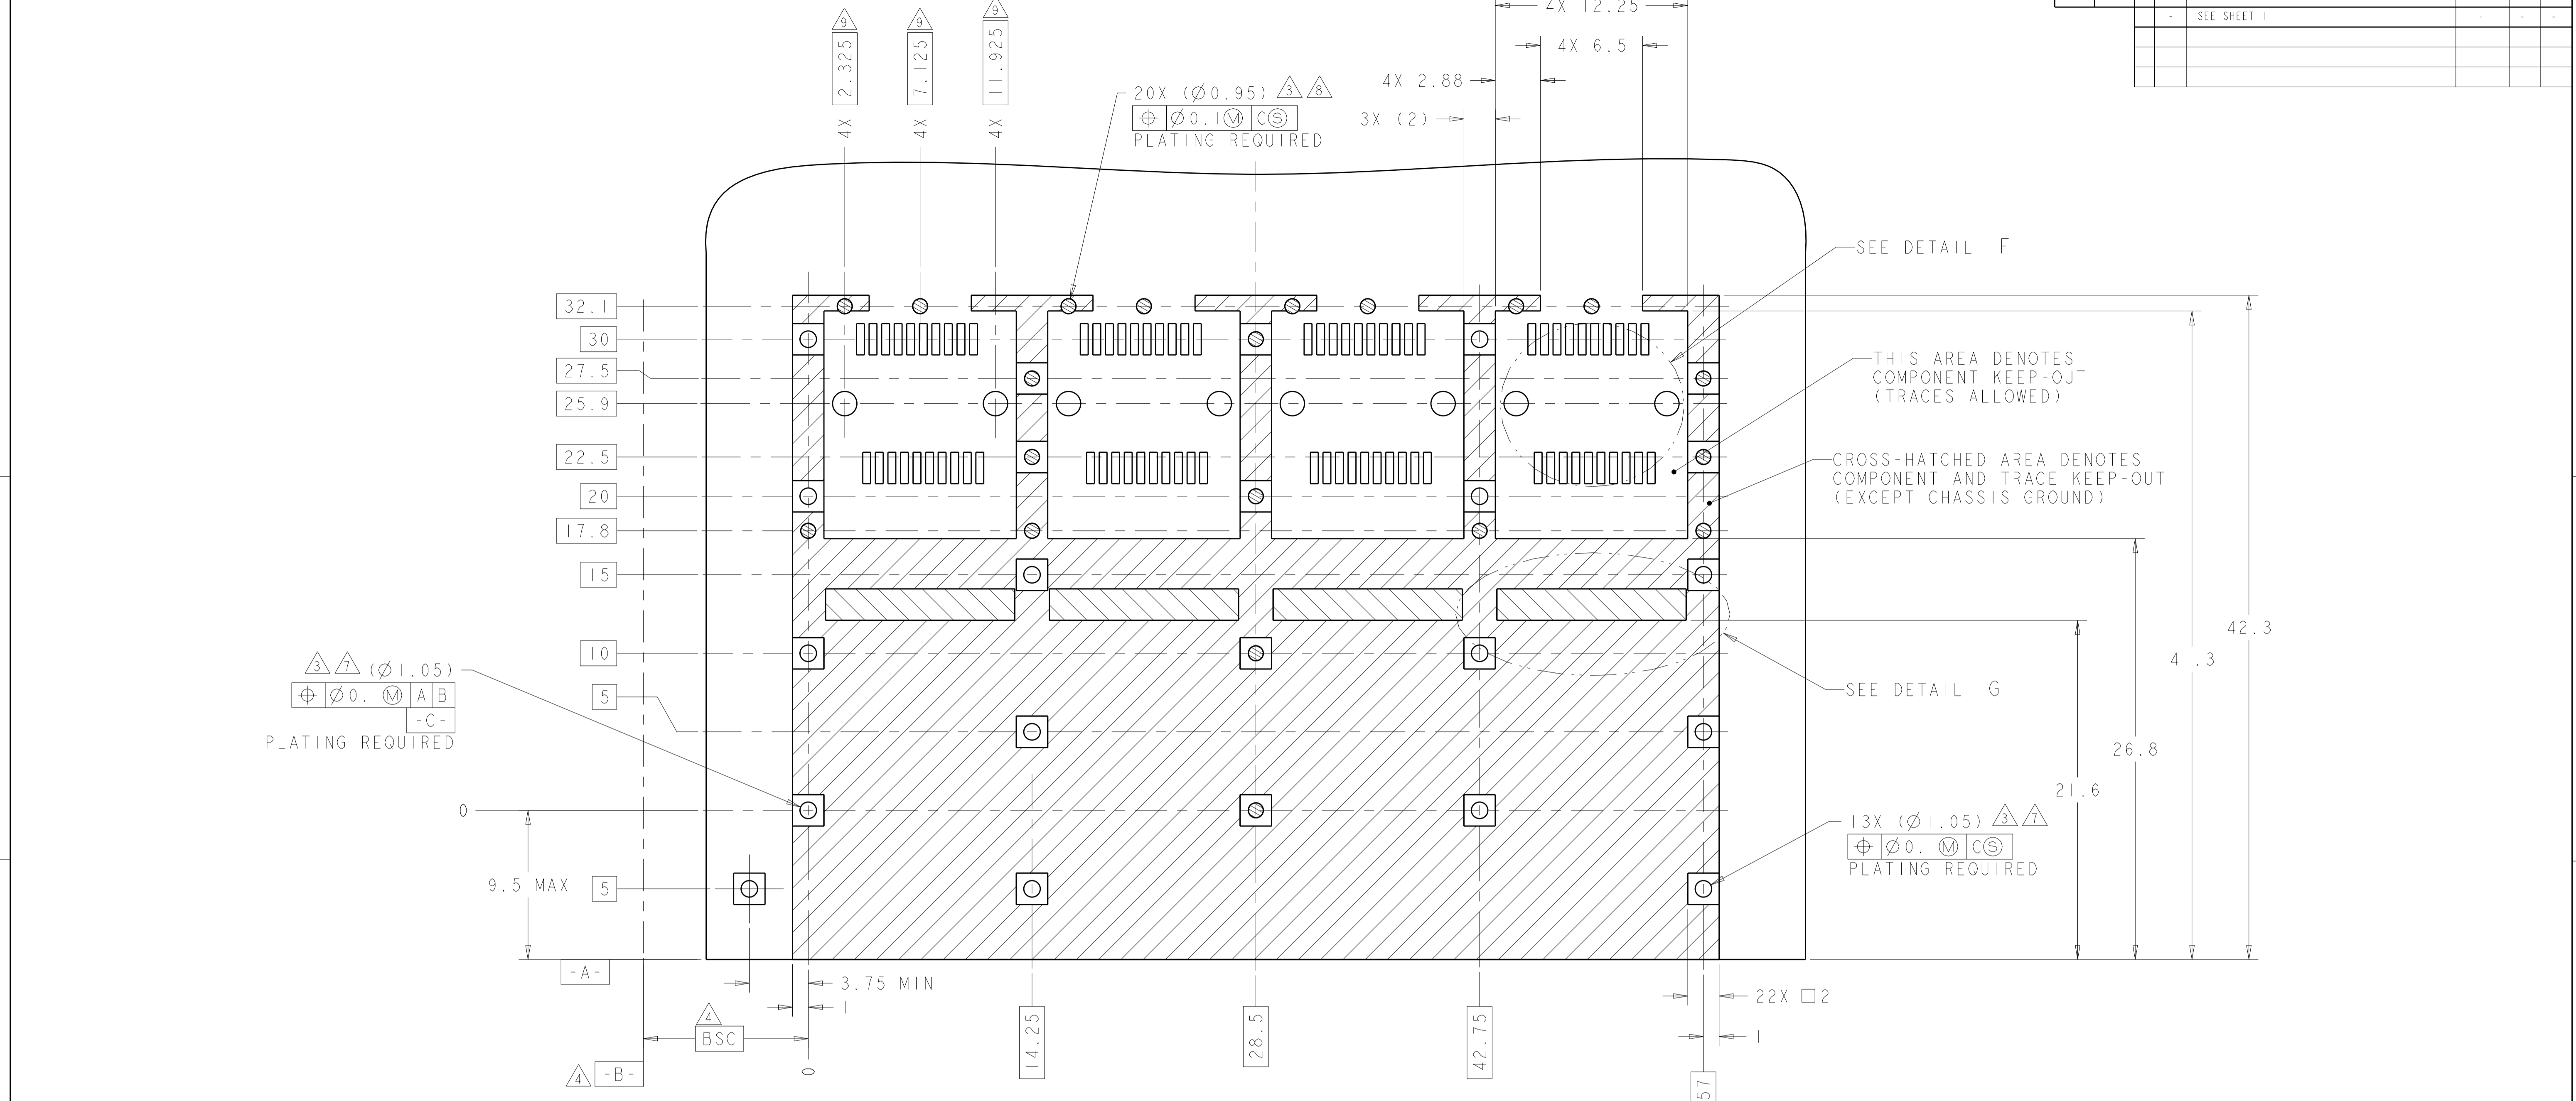 4X 12.25
- SEE SHEET 1 - - -
9
9
9
4X 2.325
4X 7.125
4X 11.925
4X 6.5
4X 2.88
3X (2)
20X (Ø0.95) 3 8
⌖ Ø0.1Ⓜ CⓈ
PLATING REQUIRED
SEE DETAIL F
32.1
30
27.5
25.9
22.5
20
17.8
15
10
5
0
5
THIS AREA DENOTES
COMPONENT KEEP-OUT
(TRACES ALLOWED)
CROSS-HATCHED AREA DENOTES
COMPONENT AND TRACE KEEP-OUT
(EXCEPT CHASSIS GROUND)
42.3
41.3
26.8
21.6
SEE DETAIL G
3 7 (Ø1.05)
⌖ Ø0.1Ⓜ A B
-C-
PLATING REQUIRED
13X (Ø1.05) 3 7
⌖ Ø0.1Ⓜ CⓈ
PLATING REQUIRED
9.5 MAX
-A-
3.75 MIN
1
22X □2
1
4
BSC
4 -B-
0
14.25
28.5
42.75
57